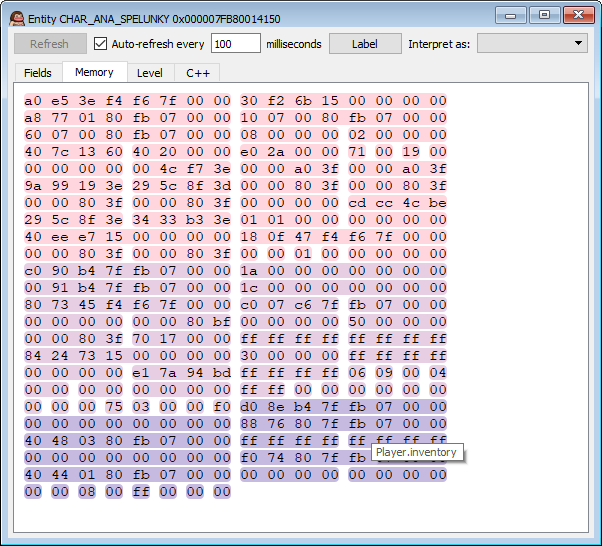 Entity CHAR_ANA_SPELUNKY 0x000007FB80014150
Refresh Auto-refresh every 100 milliseconds Label Interpret as:
Fields Memory Level C++
a0 e5 3e f4 f6 7f 00 00 30 f2 6b 15 00 00 00 00
a8 77 01 80 fb 07 00 00 10 07 00 80 fb 07 00 00
60 07 00 80 fb 07 00 00 08 00 00 00 02 00 00 00
40 7c 13 60 40 20 00 00 e0 2a 00 00 71 00 19 00
00 00 00 00 00 4c f7 3e 00 00 a0 3f 00 00 a0 3f
9a 99 19 3e 29 5c 8f 3d 00 00 80 3f 00 00 80 3f
00 00 80 3f 00 00 80 3f 00 00 00 00 cd cc 4c be
29 5c 8f 3e 34 33 b3 3e 01 01 00 00 00 00 00 00
40 ee e7 15 00 00 00 00 18 0f 47 f4 f6 7f 00 00
00 00 80 3f 00 00 80 3f 00 00 01 00 00 00 00 00
c0 90 b4 7f fb 07 00 00 1a 00 00 00 00 00 00 00
00 91 b4 7f fb 07 00 00 1c 00 00 00 00 00 00 00
80 73 45 f4 f6 7f 00 00 c0 07 c6 7f fb 07 00 00
00 00 00 00 00 00 80 bf 00 00 00 00 50 00 00 00
00 00 80 3f 70 17 00 00 ff ff ff ff ff ff ff ff
84 24 73 15 00 00 00 00 30 00 00 00 ff ff ff ff
00 00 00 00 e1 7a 94 bd ff ff ff ff 06 09 00 04
00 00 00 00 00 00 00 00 ff ff 00 00 00 00 00 00
00 00 00 75 03 00 00 f0 d0 8e b4 7f fb 07 00 00
00 00 00 00 00 00 00 00 88 76 80 7f fb 07 00 00
40 48 03 80 fb 07 00 00 ff ff ff ff ff ff ff ff
00 00 00 00 00 00 00 00 f0 74 80 7f fb
Player.inventory
40 44 01 80 fb 07 00 00 00 00 00 00 00 00 00 00
00 00 08 00 ff 00 00 00